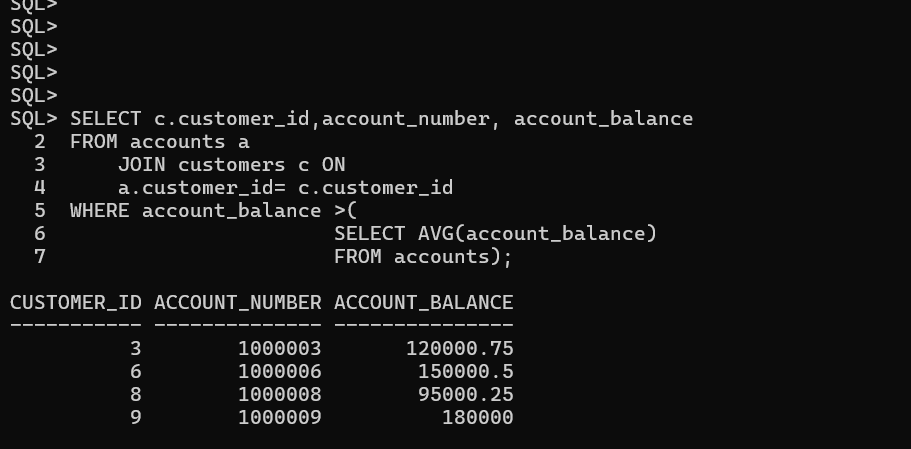 SQL>
SQL>
SQL>
SQL>
SQL>
SQL> SELECT c.customer_id,account_number, account_balance
  2  FROM accounts a
  3      JOIN customers c ON
  4      a.customer_id= c.customer_id
  5  WHERE account_balance >(
  6                        SELECT AVG(account_balance)
  7                        FROM accounts);

CUSTOMER_ID ACCOUNT_NUMBER ACCOUNT_BALANCE
----------- -------------- ---------------
          3        1000003       120000.75
          6        1000006        150000.5
          8        1000008        95000.25
          9        1000009          180000